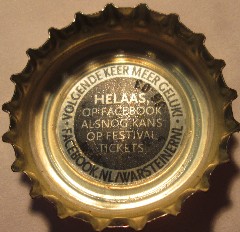 VOLGENDE KEER MEER GELUK!
HELAAS,
OP FACEBOOK
ALSNOG KANS
OP FESTIVAL
TICKETS
FACEBOOK.NL/WARSTEINERNL